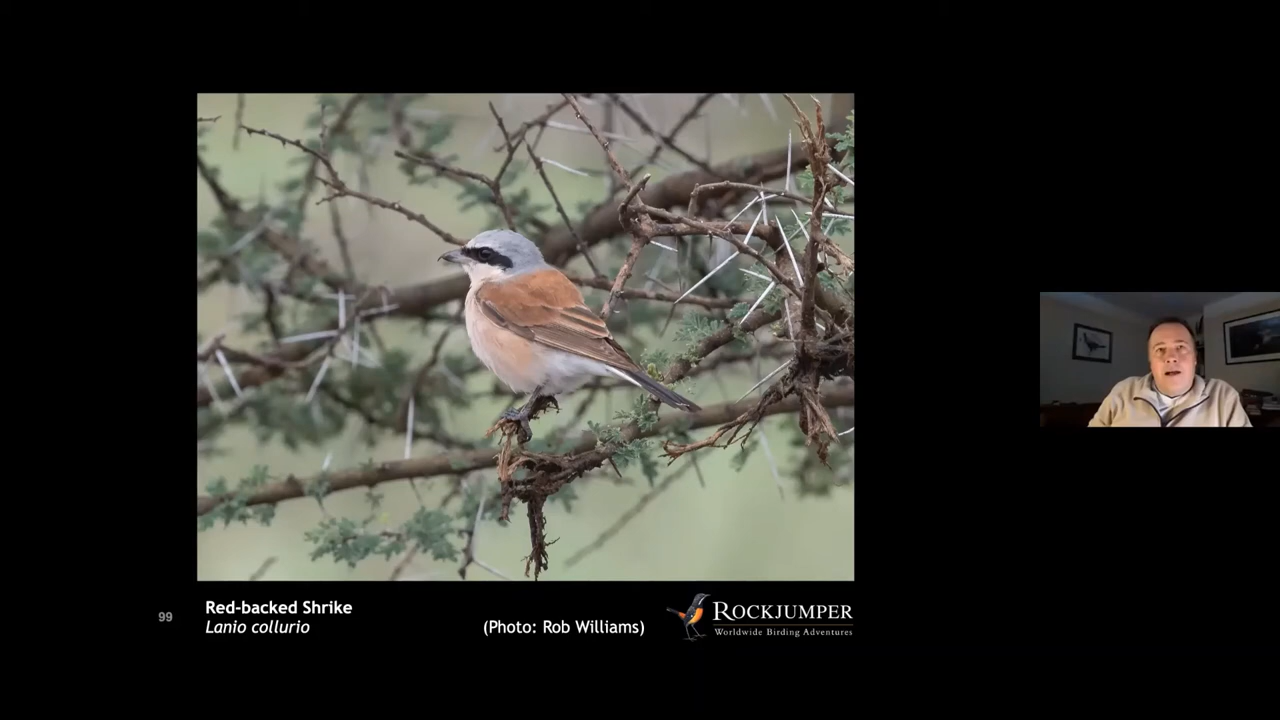 99
Red-backed Shrike
Lanio collurio
(Photo: Rob Williams)
ROCKJUMPER
Worldwide Birding Adventures